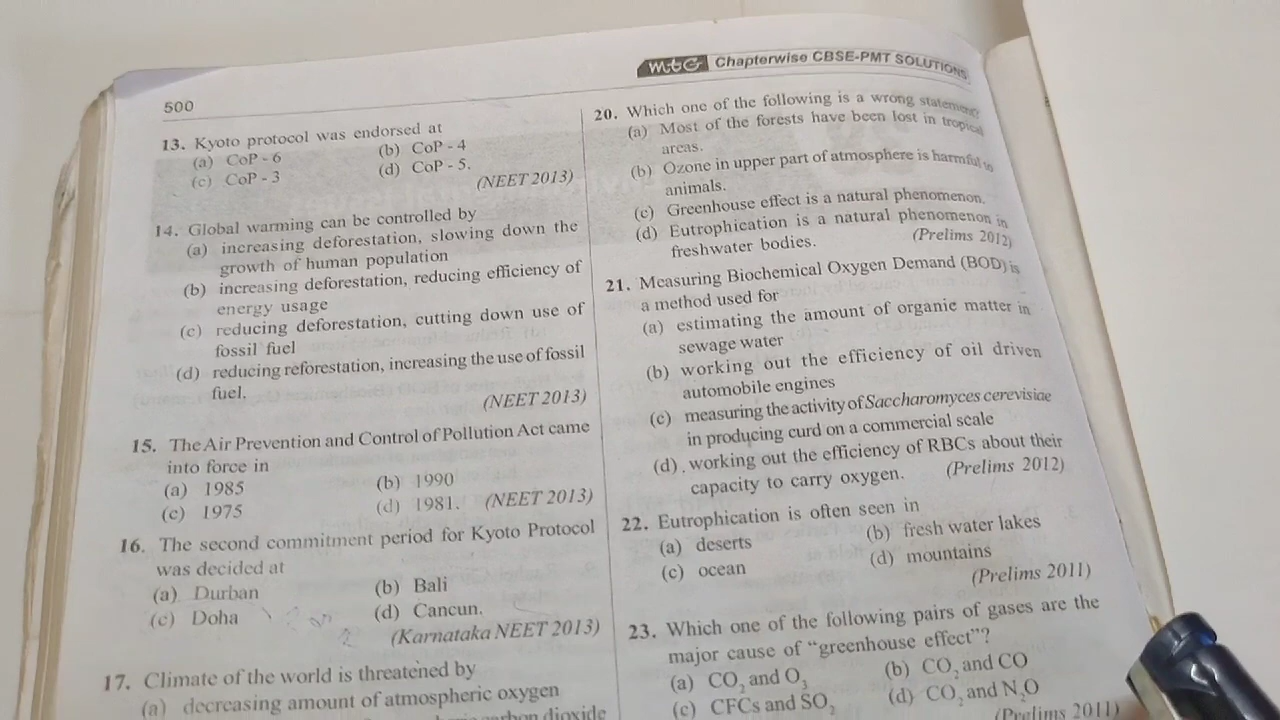 500
mtG Chapterwise CBSE-PMT SOLUTIONS
13. Kyoto protocol was endorsed at
(a) CoP - 6 (b) CoP - 4
(c) CoP - 3 (d) CoP - 5.
(NEET 2013)
14. Global warming can be controlled by
(a) increasing deforestation, slowing down the
growth of human population
(b) increasing deforestation, reducing efficiency of
energy usage
(c) reducing deforestation, cutting down use of
fossil fuel
(d) reducing reforestation, increasing the use of fossil
fuel.
(NEET 2013)
15. The Air Prevention and Control of Pollution Act came
into force in
(a) 1985 (b) 1990
(c) 1975 (d) 1981. (NEET 2013)
16. The second commitment period for Kyoto Protocol
was decided at
(a) Durban (b) Bali
(c) Doha (d) Cancun.
(Karnataka NEET 2013)
17. Climate of the world is threatened by
(a) decreasing amount of atmospheric oxygen
carbon dioxide
20. Which one of the following is a wrong statement?
(a) Most of the forests have been lost in tropical
areas.
(b) Ozone in upper part of atmosphere is harmful to
animals.
(c) Greenhouse effect is a natural phenomenon.
(d) Eutrophication is a natural phenomenon in
freshwater bodies. (Prelims 2012)
21. Measuring Biochemical Oxygen Demand (BOD) is
a method used for
(a) estimating the amount of organic matter in
sewage water
(b) working out the efficiency of oil driven
automobile engines
(c) measuring the activity of Saccharomyces cerevisiae
in producing curd on a commercial scale
(d) working out the efficiency of RBCs about their
capacity to carry oxygen. (Prelims 2012)
22. Eutrophication is often seen in
(a) deserts (b) fresh water lakes
(c) ocean (d) mountains
(Prelims 2011)
23. Which one of the following pairs of gases are the
major cause of “greenhouse effect”?
(a) CO₂ and O₃ (b) CO₂ and CO
(c) CFCs and SO₂ (d) CO₂ and N₂O
(Prelims 2011)